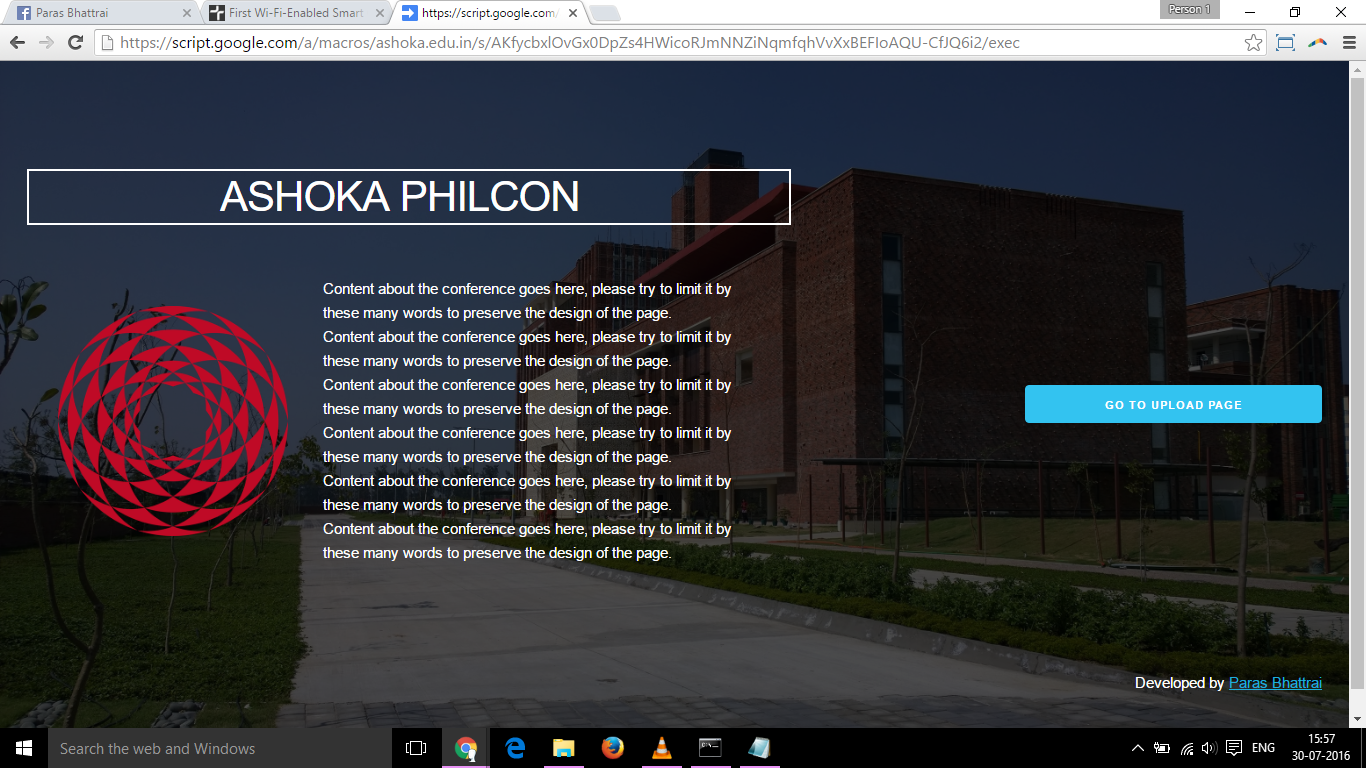 Paras Bhattrai
First Wi-Fi-Enabled Smart
https://script.google.com/
Person 1
https://script.google.com/a/macros/ashoka.edu.in/s/AKfycbxlOvGx0DpZs4HWicoRJmNNZiNqmfqhVvXxBEFIoAQU-CfJQ6i2/exec
ASHOKA PHILCON
Content about the conference goes here, please try to limit it by
these many words to preserve the design of the page.
Content about the conference goes here, please try to limit it by
these many words to preserve the design of the page.
Content about the conference goes here, please try to limit it by
these many words to preserve the design of the page.
Content about the conference goes here, please try to limit it by
these many words to preserve the design of the page.
Content about the conference goes here, please try to limit it by
these many words to preserve the design of the page.
Content about the conference goes here, please try to limit it by
these many words to preserve the design of the page.
GO TO UPLOAD PAGE
Developed by Paras Bhattrai
Search the web and Windows
ENG
15:57
30-07-2016